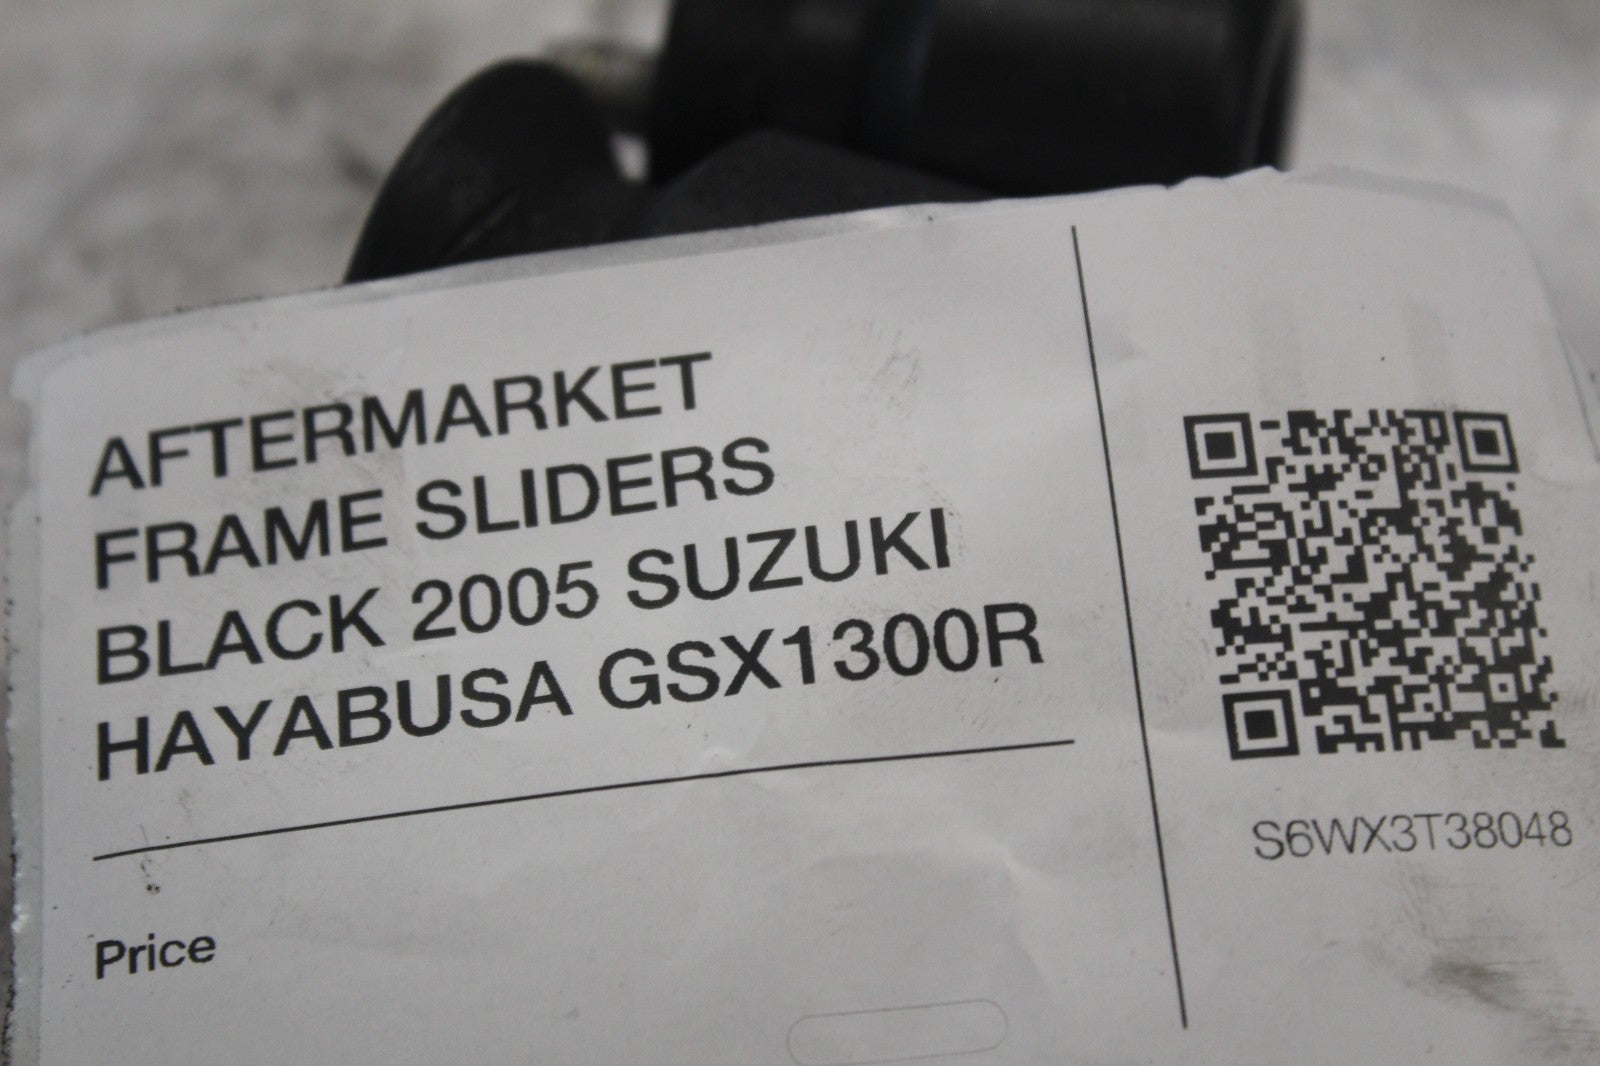 AFTERMARKET
FRAME SLIDERS
BLACK 2005 SUZUKI
HAYABUSA GSX1300R
Price
S6WX3T38048